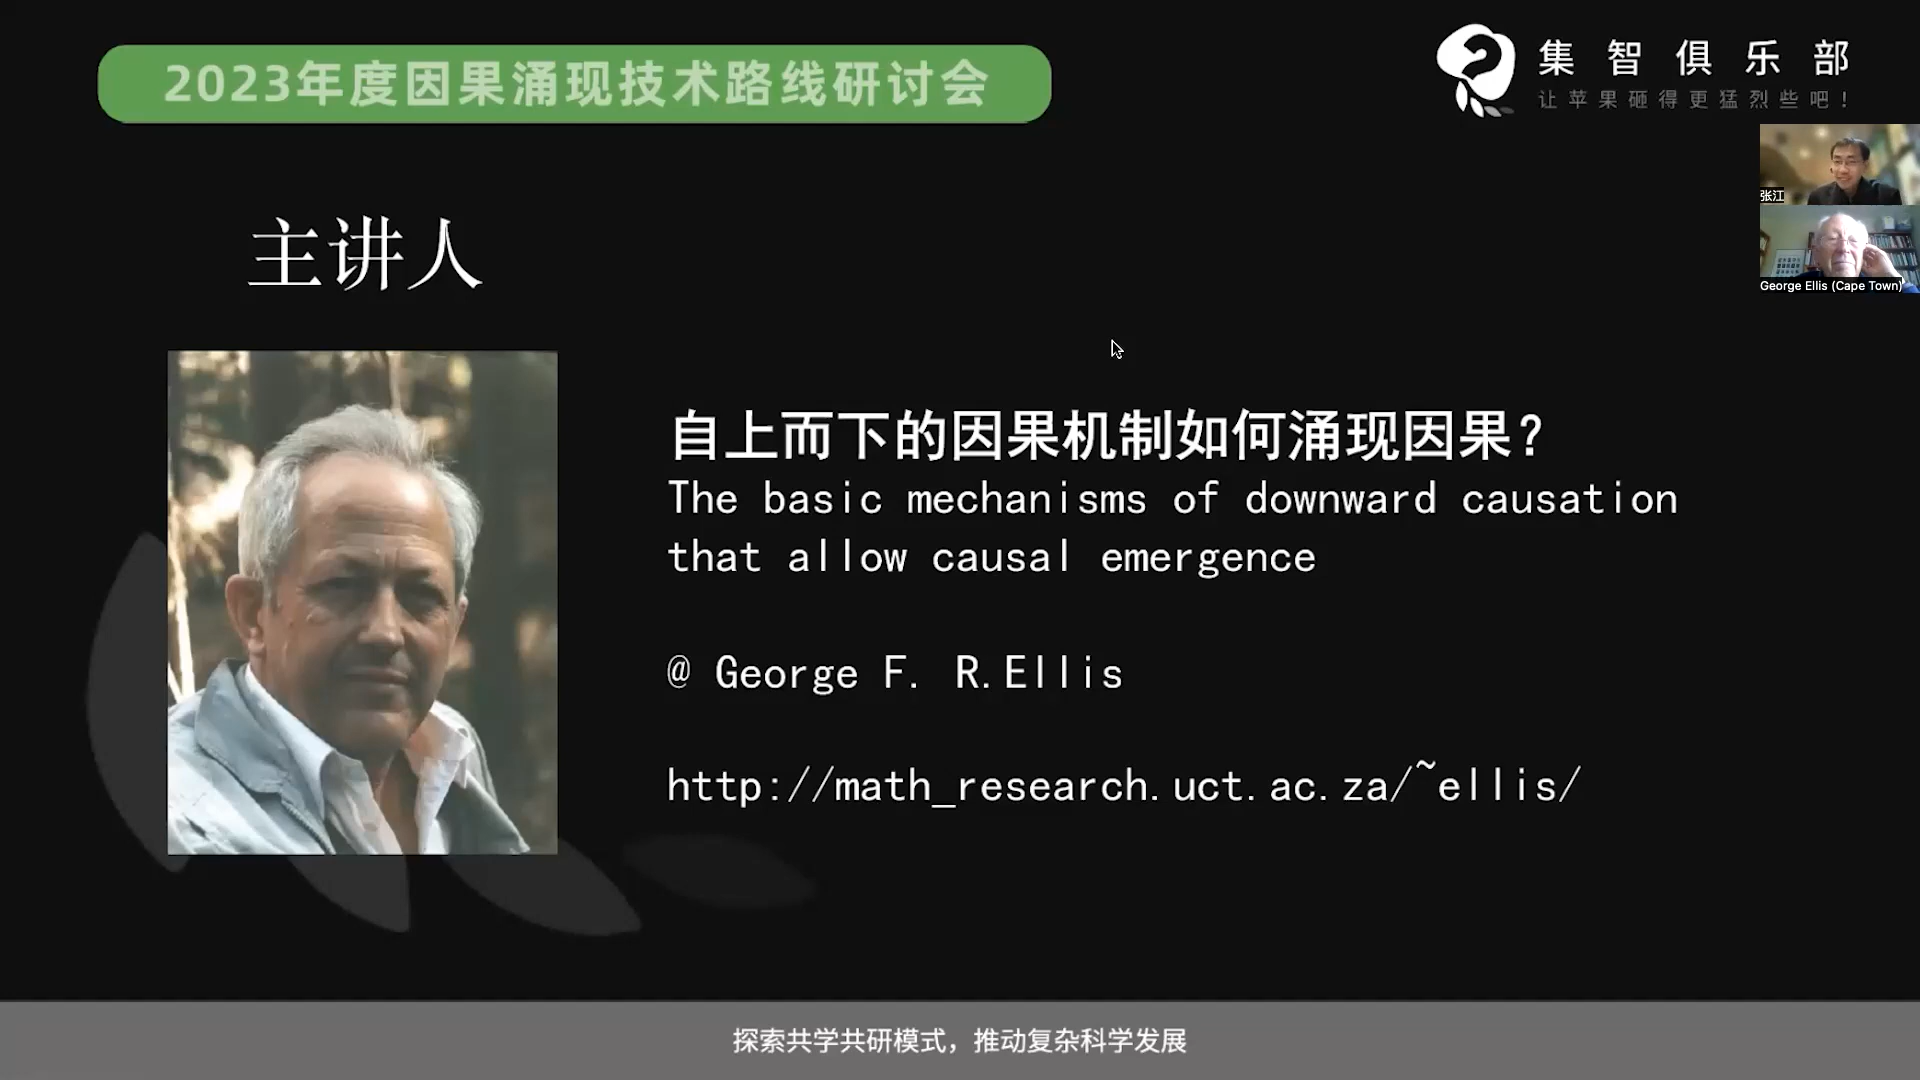 2023年度因果涌现技术路线研讨会
集智俱乐部
让苹果砸得更猛烈些吧！
张江
George Ellis (Cape Town)
主讲人
自上而下的因果机制如何涌现因果？
The basic mechanisms of downward causation
that allow causal emergence
@ George F. R.Ellis
http://math_research.uct.ac.za/~ellis/
探索共学共研模式，推动复杂科学发展